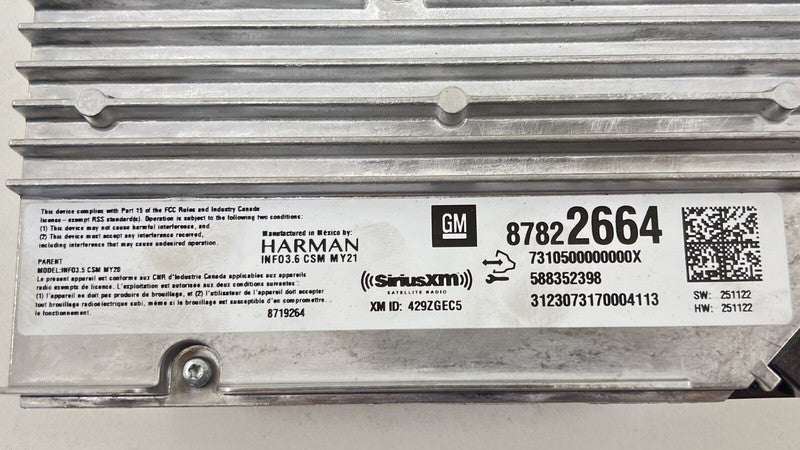 This device complies with Part 15 of the FCC Rules and Industry Canada
license - exempt RSS standard(s). Operation is subject to the following two conditions:
(1) This device may not cause harmful interference, and
(2) This device must accept any interference received,
including interference that may cause undesired operation.
PARENT
MODEL:INFO3.5 CSM MY20
Le present appareil est conforme aux CMR d'Industrie Canada applicables aux appareils
radio exempts de licence. L'exploitation est autorisee aux deux conditions suivantes :
(1) l'appareil ne doit pas produire de brouillage, et (2) l'utilisateur de l'appareil doit accepter
tout brouillage radioelectrique subi, même si le brouillage est susceptible d'en compromettre
le fonctionnement.
8719264
Manufactured in Mexico by:
HARMAN
INFO3.6 CSM MY21
SiriusXM
SATELLITE RADIO
XM ID: 429ZGEC5
GM
87822664
7310500000000X
588352398
3123073170004113
SW: 251122
HW: 251122